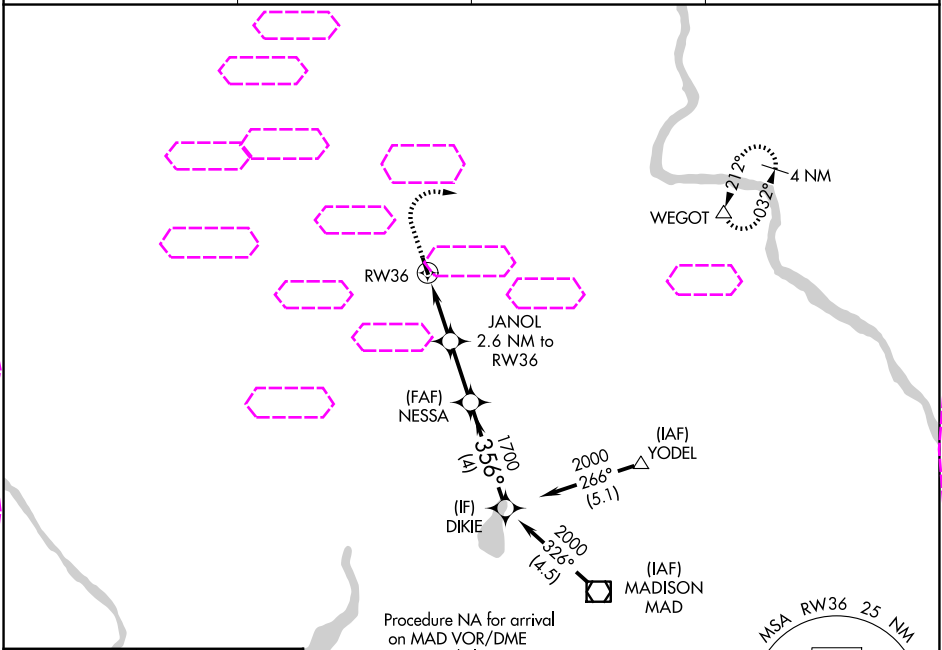 212°
4 NM
032°
WEGOT
RW36
JANOL
2.6 NM to
RW36
(FAF)
NESSA
1700
356°
(4)
(IAF)
YODEL
2000
266°
(5.1)
(IF)
DIKIE
2000
326°
(4.5)
(IAF)
MADISON
MAD
Procedure NA for arrival
on MAD VOR/DME
MSA RW36 25 NM